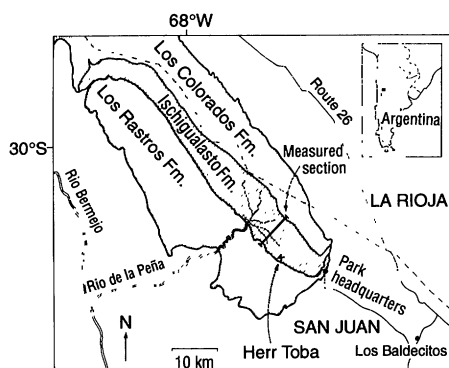 68°W
Los Colorados Fm.
Route 26
Argentina
Ischigualasto Fm.
Los Rastros Fm.
30°S
Measured
section
LA RIOJA
Rio Bermejo
Rio de la Peña
Park
headquarters
N
SAN JUAN
10 km
Herr Toba
Los Baldecitos